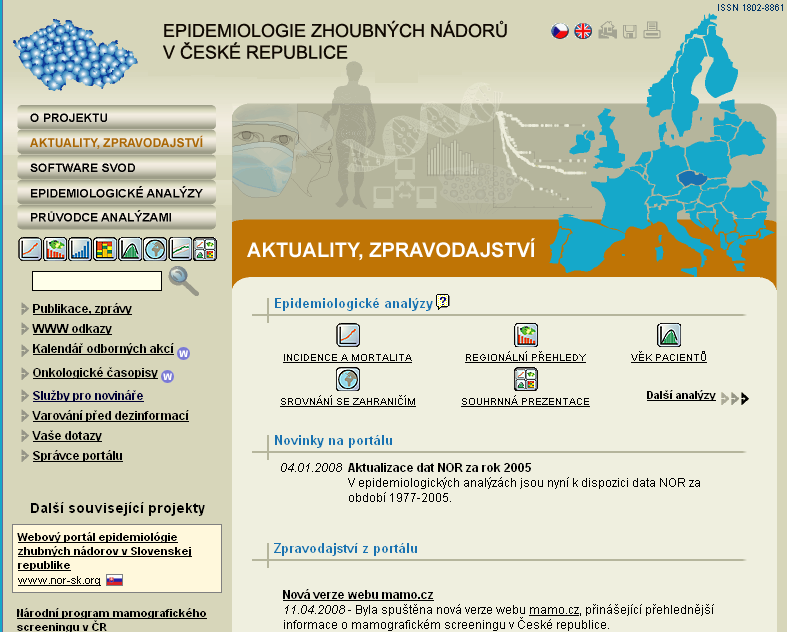 ISSN 1802-8861
EPIDEMIOLOGIE ZHOUBNÝCH NÁDORŮ
V ČESKÉ REPUBLICE
O PROJEKTU
AKTUALITY, ZPRAVODAJSTVÍ
SOFTWARE SVOD
EPIDEMIOLOGICKÉ ANALÝZY
PRŮVODCE ANALÝZAMI
Publikace, zprávy
WWW odkazy
Kalendář odborných akcí W
Onkologické časopisy W
Služby pro novináře
Varování před dezinformací
Vaše dotazy
Správce portálu
Další související projekty
Webový portál epidemiológie
zhubných nádorov v Slovenskej
republike
www.nor-sk.org
Národní program mamografického
screeningu v ČR
AKTUALITY, ZPRAVODAJSTVÍ
Epidemiologické analýzy ?
INCIDENCE A MORTALITA
REGIONÁLNÍ PŘEHLEDY
VĚK PACIENTŮ
SROVNÁNÍ SE ZAHRANIČÍM
SOUHRNNÁ PREZENTACE
Další analýzy
Novinky na portálu
04.01.2008 Aktualizace dat NOR za rok 2005
V epidemiologických analýzách jsou nyní k dispozici data NOR za
období 1977-2005.
Zpravodajství z portálu
Nová verze webu mamo.cz
11.04.2008 - Byla spuštěna nová verze webu mamo.cz, přinášející přehlednější
informace o mamografickém screeningu v České republice.